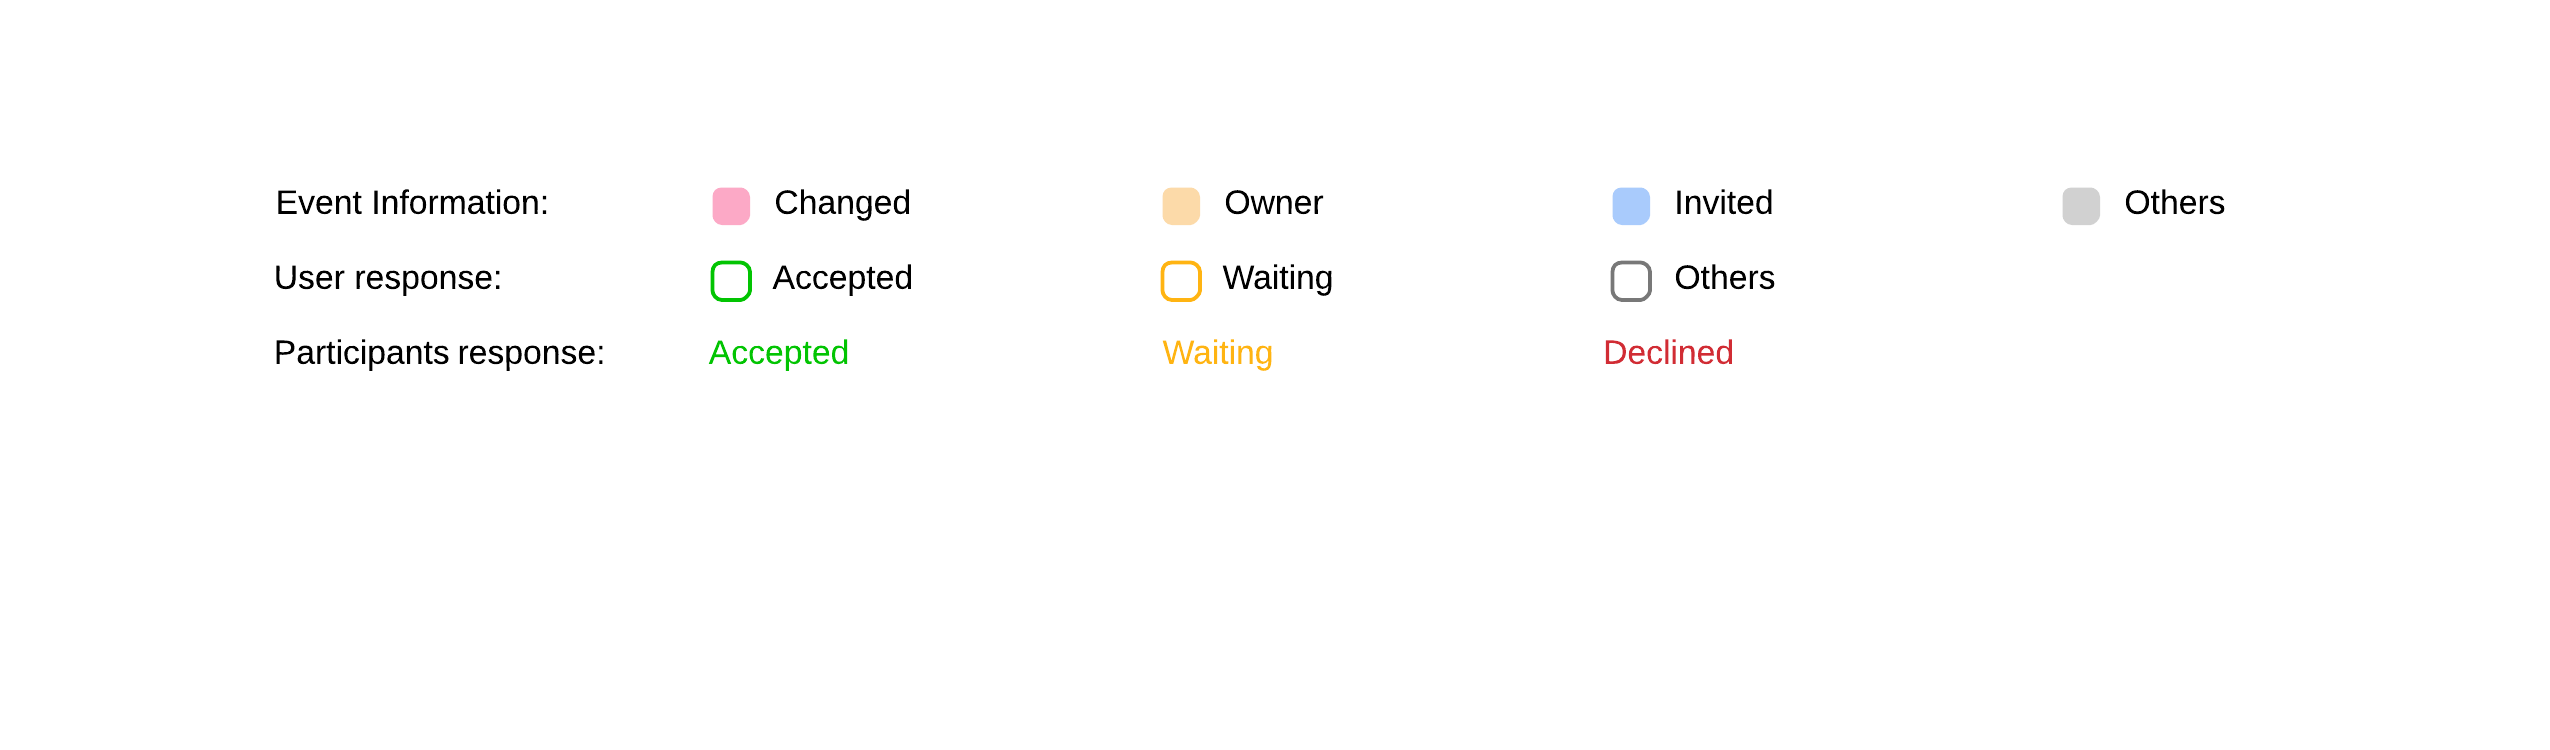 Event Information: Changed Owner Invited Others
User response: Accepted Waiting Others
Participants response: Accepted Waiting Declined